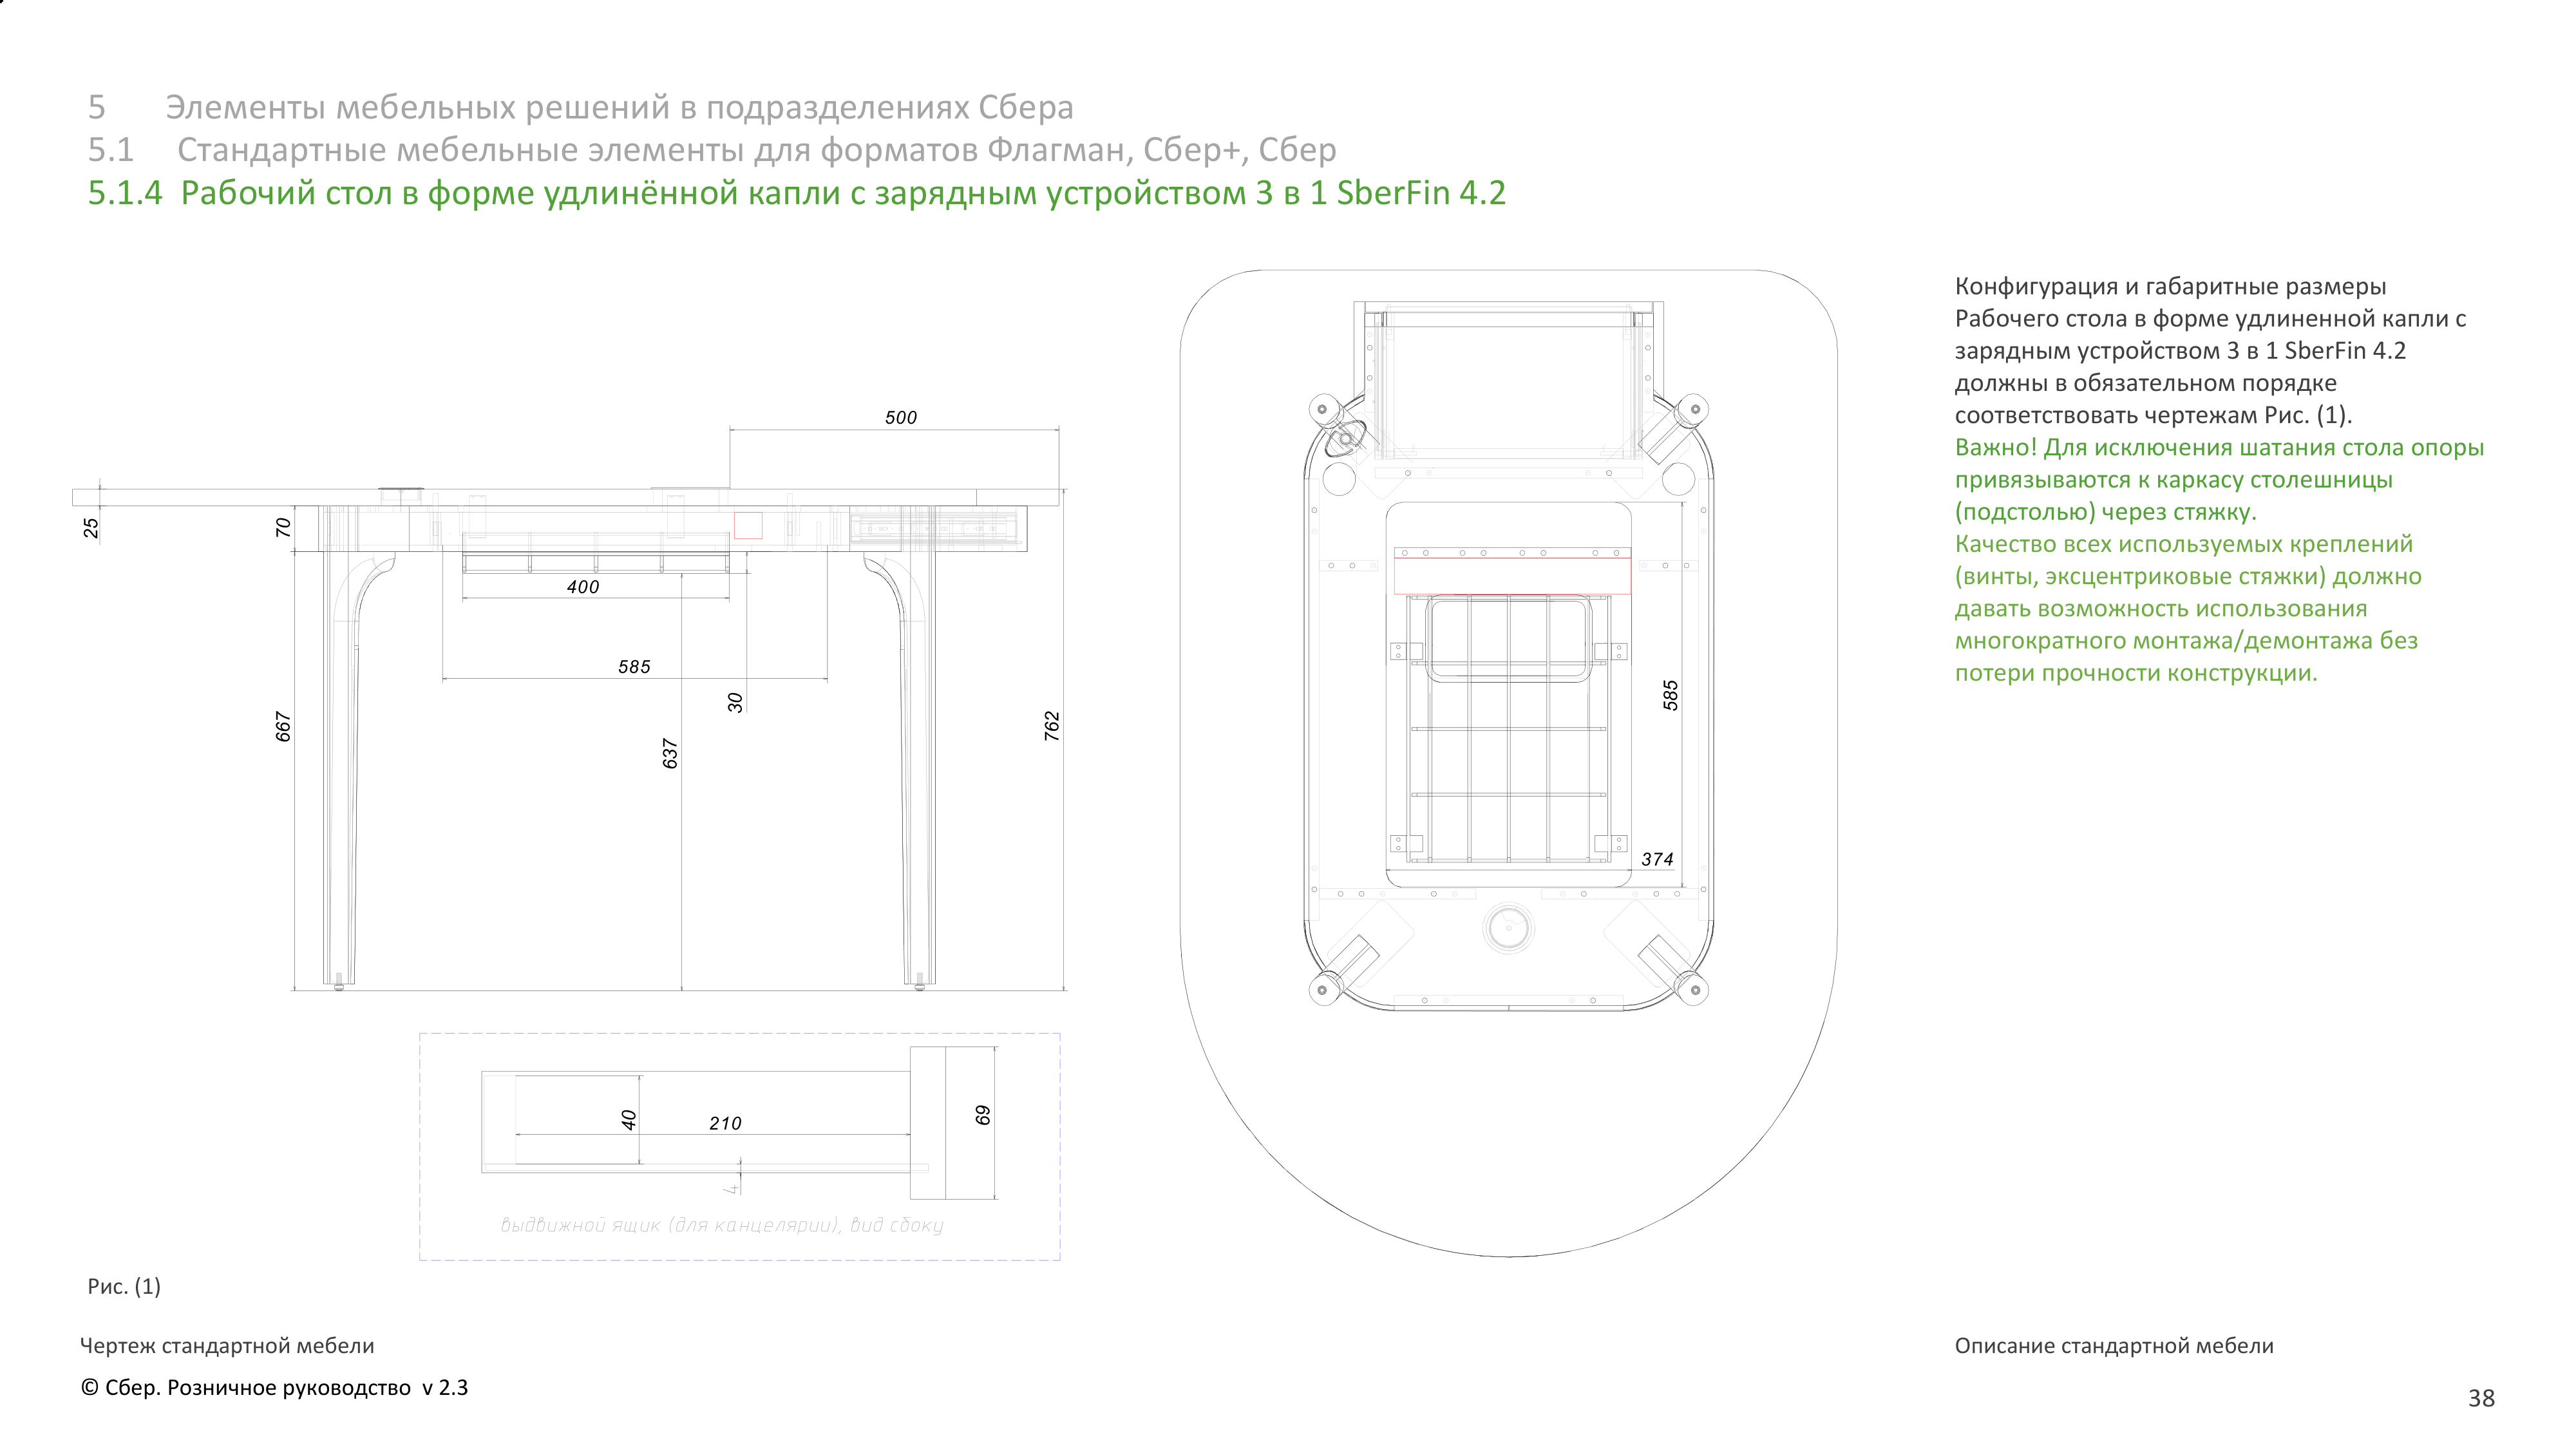 5 Элементы мебельных решений в подразделениях Сбера
5.1 Стандартные мебельные элементы для форматов Флагман, Сбер+, Сбер
5.1.4 Рабочий стол в форме удлинённой капли с зарядным устройством 3 в 1 SberFin 4.2
500
25
70
400
585
30
667
637
762
40
210
69
4
выдвижной ящик (для канцелярии), вид сбоку
585
374
Конфигурация и габаритные размеры
Рабочего стола в форме удлиненной капли с
зарядным устройством 3 в 1 SberFin 4.2
должны в обязательном порядке
соответствовать чертежам Рис. (1).
Важно! Для исключения шатания стола опоры
привязываются к каркасу столешницы
(подстолью) через стяжку.
Качество всех используемых креплений
(винты, эксцентриковые стяжки) должно
давать возможность использования
многократного монтажа/демонтажа без
потери прочности конструкции.
Рис. (1)
Чертеж стандартной мебели
Описание стандартной мебели
© Сбер. Розничное руководство v 2.3
38